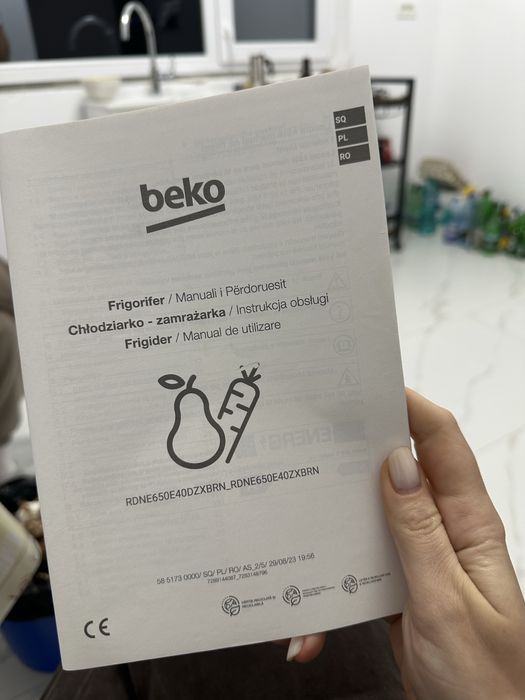 SQ
PL
RO
beko
Frigorifer / Manuali i Përdoruesit
Chłodziarko - zamrażarka / Instrukcja obsługi
Frigider / Manual de utilizare
RDNE650E40DZXBRN_RDNE650E40ZXBRN
58 5173 0000/ SQ/ PL/ RO/ AS_2/5/ 29/08/23 19:56
7289144087_7283148796
CE